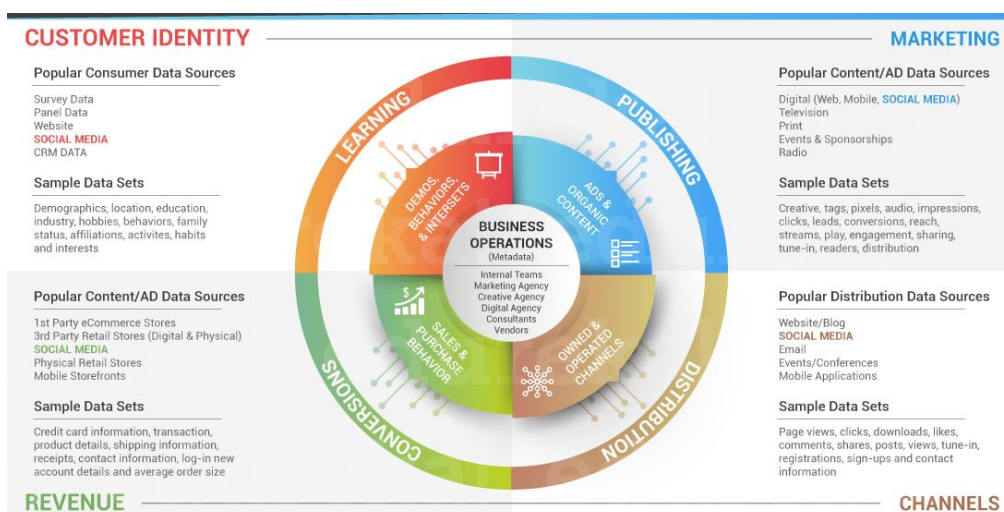 CUSTOMER IDENTITY
MARKETING
Popular Consumer Data Sources
Survey Data
Panel Data
Website
SOCIAL MEDIA
CRM DATA
Sample Data Sets
Demographics, location, education,
industry, hobbies, behaviors, family
status, affiliations, activites, habits
and interests
Popular Content/AD Data Sources
Digital (Web, Mobile, SOCIAL MEDIA)
Television
Print
Events & Sponsorships
Radio
Sample Data Sets
Creative, tags, pixels, audio, impressions,
clicks, leads, conversions, reach,
streams, play, engagement, sharing,
tune-in, readers, distribution
LEARNING
PUBLISHING
DEMOS,
BEHAVIORS,
& INTERSETS
ADS &
ORGANIC
CONTENT
BUSINESS
OPERATIONS
(Metadata)
Internal Teams
Marketing Agency
Creative Agency
Digital Agency
Consultants
Vendors
SALES &
PURCHASE
BEHAVIOR
OWNED &
OPERATED
CHANNELS
CONVERSIONS
DISTRIBUTION
Popular Content/AD Data Sources
1st Party eCommerce Stores
3rd Party Retail Stores (Digital & Physical)
SOCIAL MEDIA
Physical Retail Stores
Mobile Storefronts
Sample Data Sets
Credit card information, transaction,
product details, shipping information,
receipts, contact information, log-in new
account details and average order size
Popular Distribution Data Sources
Website/Blog
SOCIAL MEDIA
Email
Events/Conferences
Mobile Applications
Sample Data Sets
Page views, clicks, downloads, likes,
comments, shares, posts, views, tune-in,
registrations, sign-ups and contact
information
REVENUE
CHANNELS